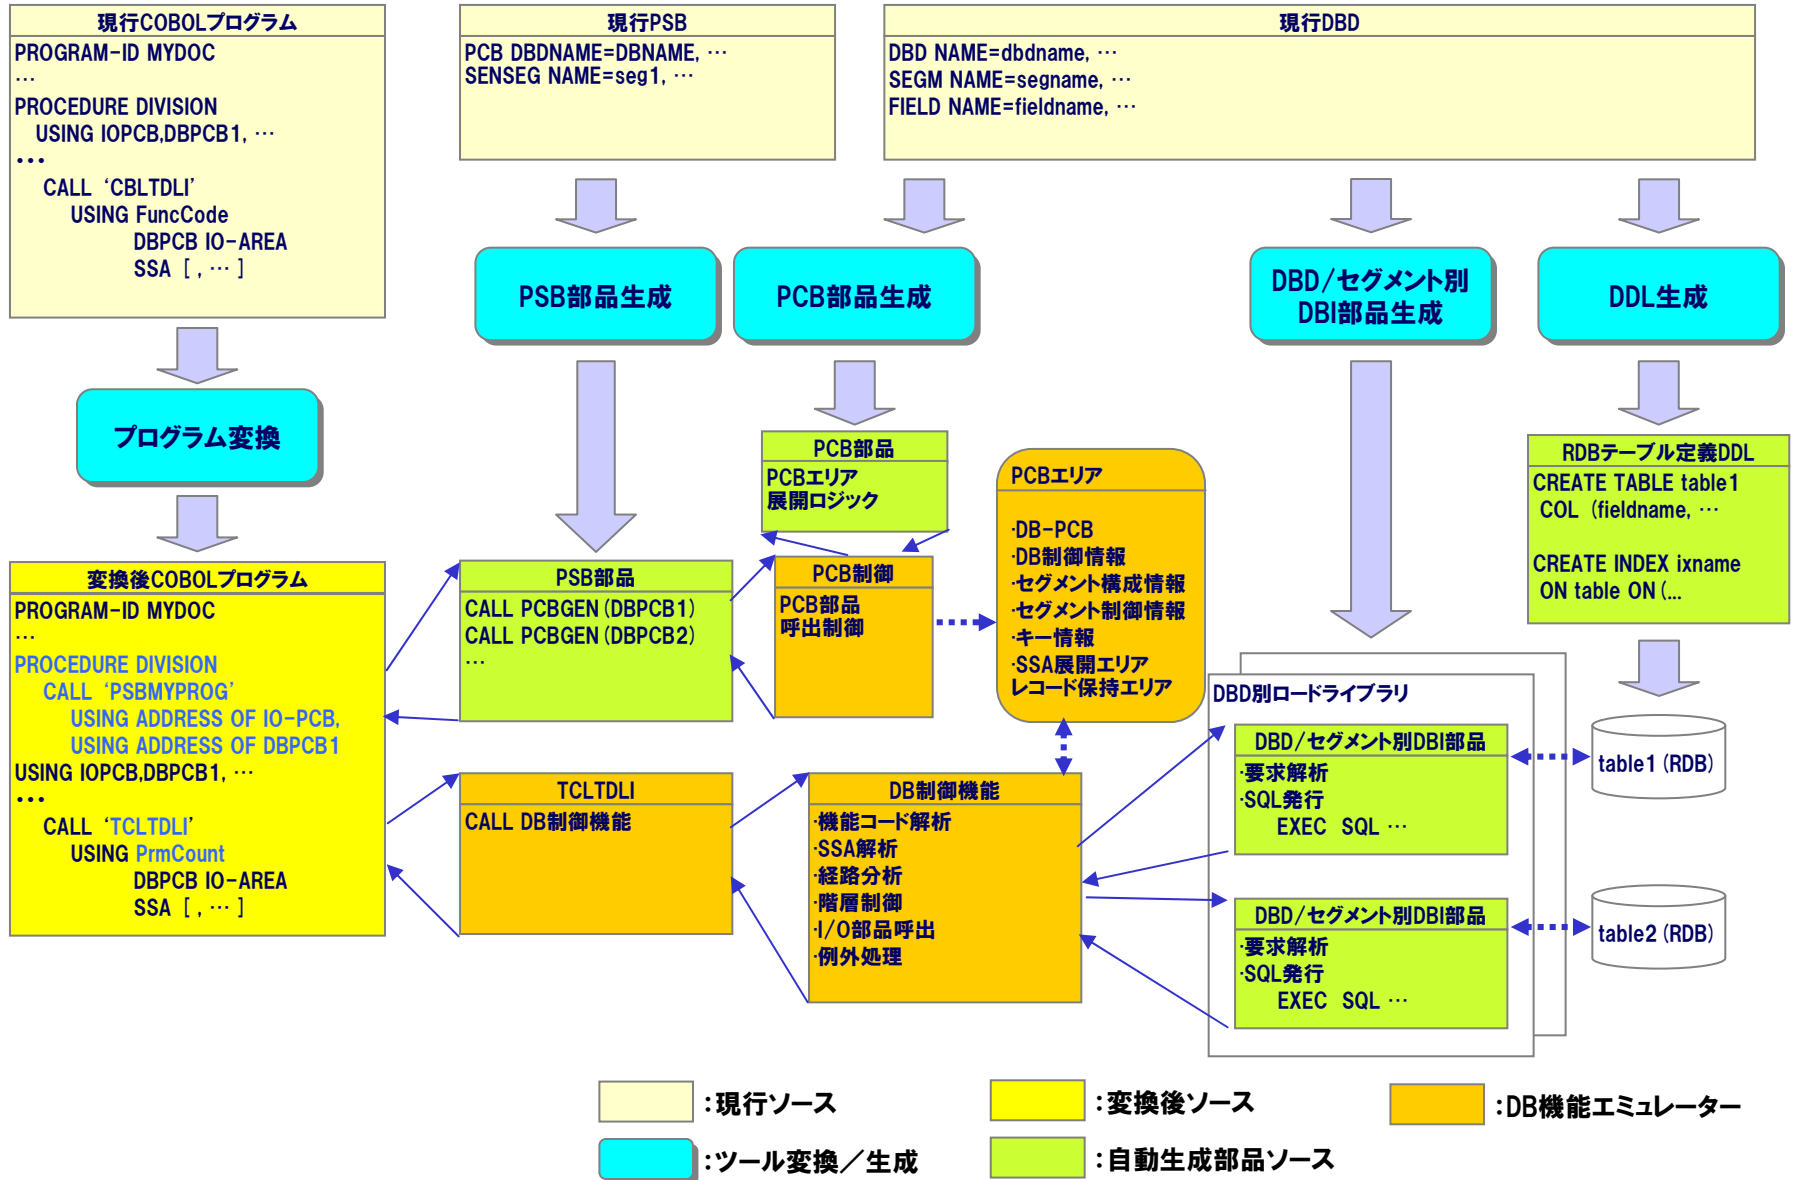 現行COBOLプログラム
PROGRAM-ID MYDOC
…
PROCEDURE DIVISION
USING IOPCB,DBPCB1, …
･･･
CALL ‘CBLTDLI’
USING FuncCode
DBPCB IO-AREA
SSA [ , … ]
現行PSB
PCB DBDNAME=DBNAME, …
SENSEG NAME=seg1, …
現行DBD
DBD NAME=dbdname, …
SEGM NAME=segname, …
FIELD NAME=fieldname, …
PSB部品生成
PCB部品生成
DBD/セグメント別
DBI部品生成
DDL生成
プログラム変換
PCB部品
PCBエリア
展開ロジック
PCBエリア
･DB-PCB
･DB制御情報
･セグメント構成情報
･セグメント制御情報
･キー情報
･SSA展開エリア
レコード保持エリア
RDBテーブル定義DDL
CREATE TABLE table1
COL (fieldname, …
CREATE INDEX ixname
ON table ON(...
変換後COBOLプログラム
PROGRAM-ID MYDOC
…
PROCEDURE DIVISION
CALL ‘PSBMYPROG’
USING ADDRESS OF IO-PCB,
USING ADDRESS OF DBPCB1
USING IOPCB,DBPCB1, …
･･･
CALL ‘TCLTDLI’
USING PrmCount
DBPCB IO-AREA
SSA [ , … ]
PSB部品
CALL PCBGEN(DBPCB1)
CALL PCBGEN(DBPCB2)
…
PCB制御
PCB部品
呼出制御
TCLTDLI
CALL DB制御機能
DB制御機能
･機能コード解析
･SSA解析
･経路分析
･階層制御
･I/O部品呼出
･例外処理
DBD別ロードライブラリ
DBD/セグメント別DBI部品
･要求解析
･SQL発行
EXEC SQL …
DBD/セグメント別DBI部品
･要求解析
･SQL発行
EXEC SQL …
table1(RDB)
table2(RDB)
：現行ソース
：変換後ソース
：DB機能エミュレーター
：ツール変換／生成
：自動生成部品ソース